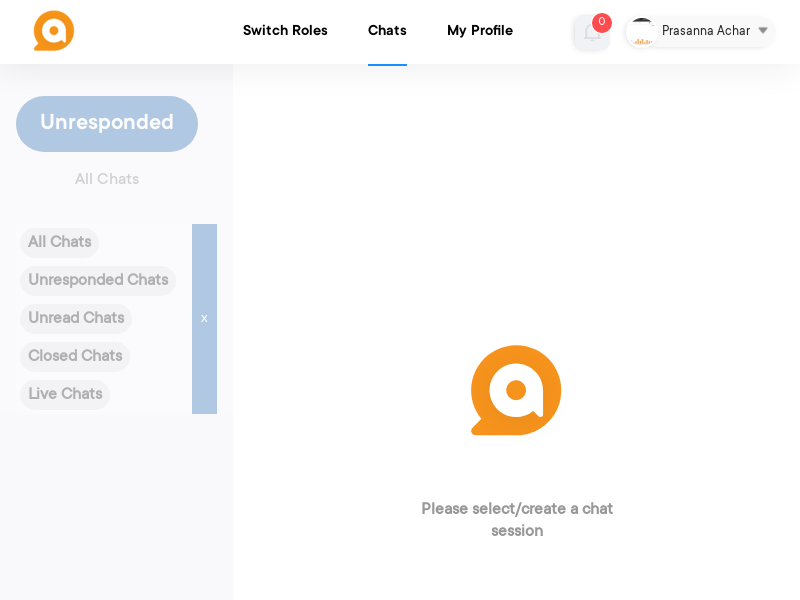 Switch Roles
Chats
My Profile
0
Prasanna Achar
Unresponded
All Chats
All Chats
Unresponded Chats
Unread Chats
Closed Chats
Live Chats
x
Please select/create a chat
session